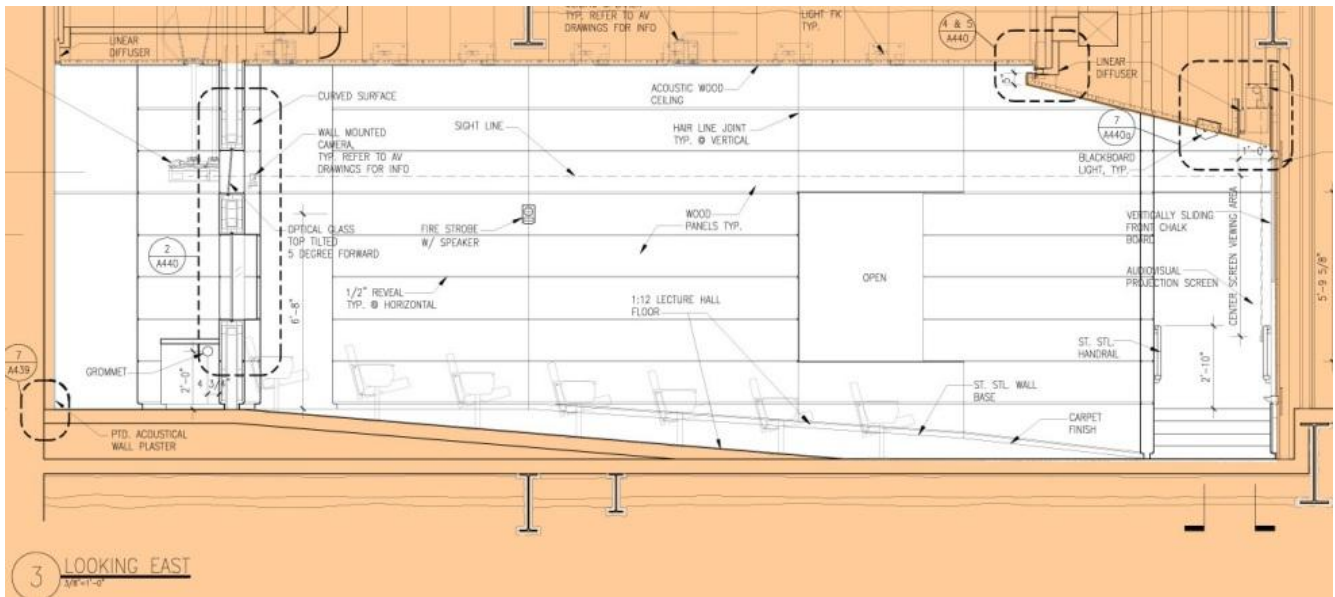 TYP. REFER TO AV
DRAWINGS FOR INFO
LIGHT FK
TYP.
4 & 5
A440
LINEAR
DIFFUSER
LINEAR
DIFFUSER
CURVED SURFACE
WALL MOUNTED
CAMERA,
TYP. REFER TO AV
DRAWINGS FOR INFO
SIGHT LINE
ACOUSTIC WOOD
CEILING
HAIR LINE JOINT
TYP. @ VERTICAL
5"
7
A440a
BLACKBOARD
LIGHT, TYP.
1'-0"
OPTICAL GLASS
TOP TILTED
5 DEGREE FORWARD
2
A440
FIRE STROBE
W/ SPEAKER
WOOD
PANELS TYP.
VERTICALLY SLIDING
FRONT CHALK
BOARD
CENTER SCREEN VIEWING AREA
AUDIOVISUAL
PROJECTION SCREEN
5'-9 5/8"
OPEN
1/2" REVEAL
TYP. @ HORIZONTAL
6'-8"
1:12 LECTURE HALL
FLOOR
ST. STL.
HANDRAIL
2'-10"
7
A439
GROMMET
2'-0"
4 3/4"
ST. STL. WALL
BASE
CARPET
FINISH
PTD. ACOUSTICAL
WALL PLASTER
3
LOOKING EAST
3/8"=1'-0"